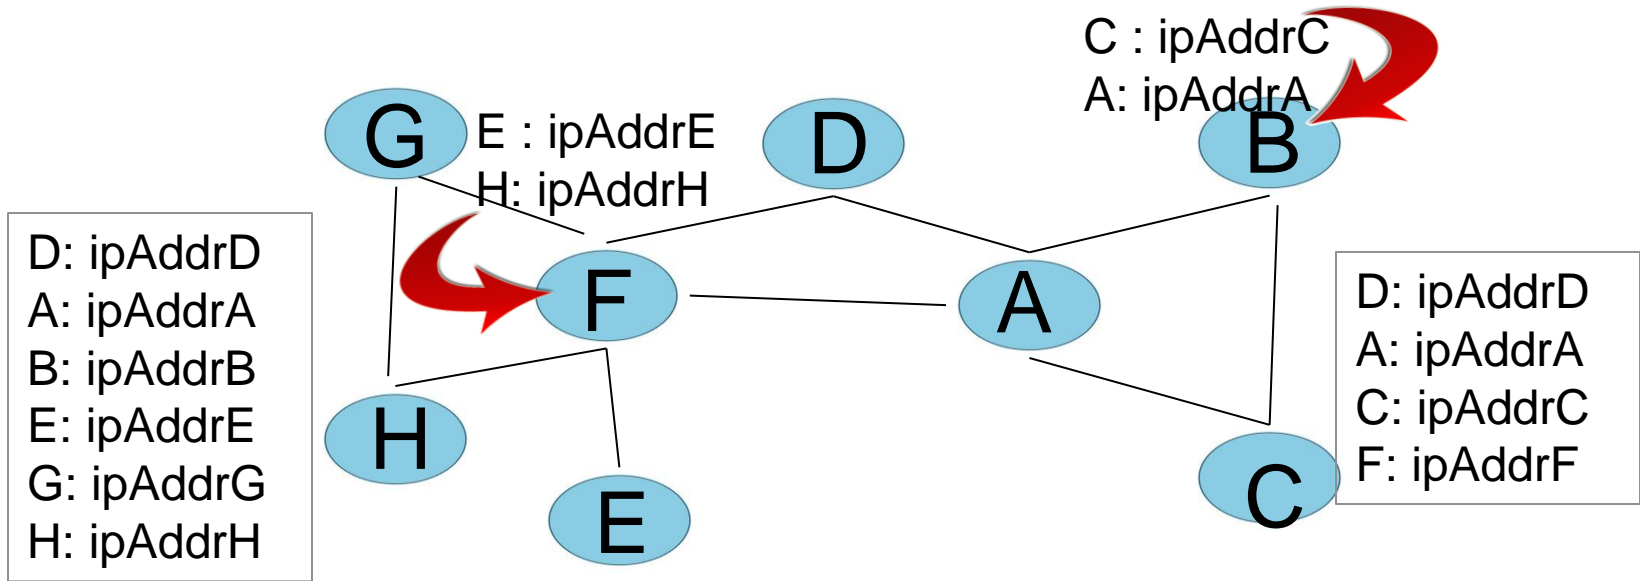 C : ipAddrC
A: ipAddrA
G
E : ipAddrE
H: ipAddrH
D
B
D: ipAddrD
A: ipAddrA
B: ipAddrB
E: ipAddrE
G: ipAddrG
H: ipAddrH
F
A
D: ipAddrD
A: ipAddrA
C: ipAddrC
F: ipAddrF
H
E
C